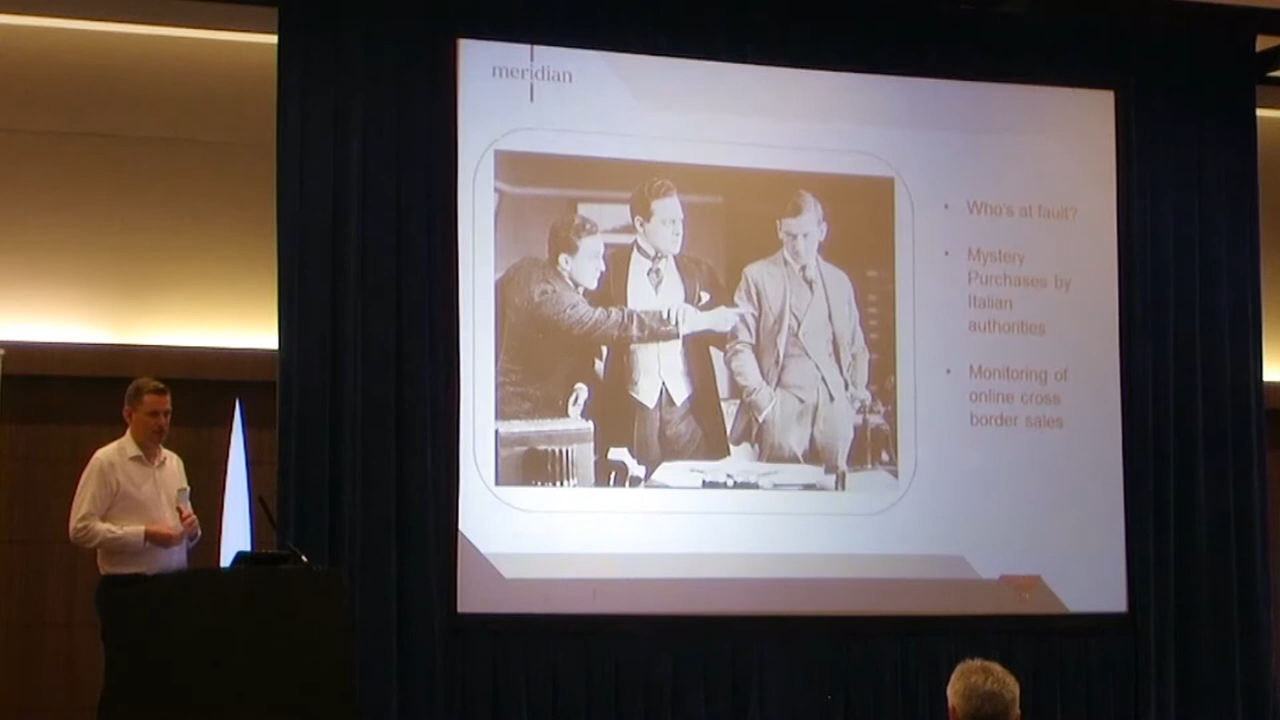 meridian
• Who's at fault?
• Mystery
Purchases by
Italian
authorities
• Monitoring of
online cross
border sales